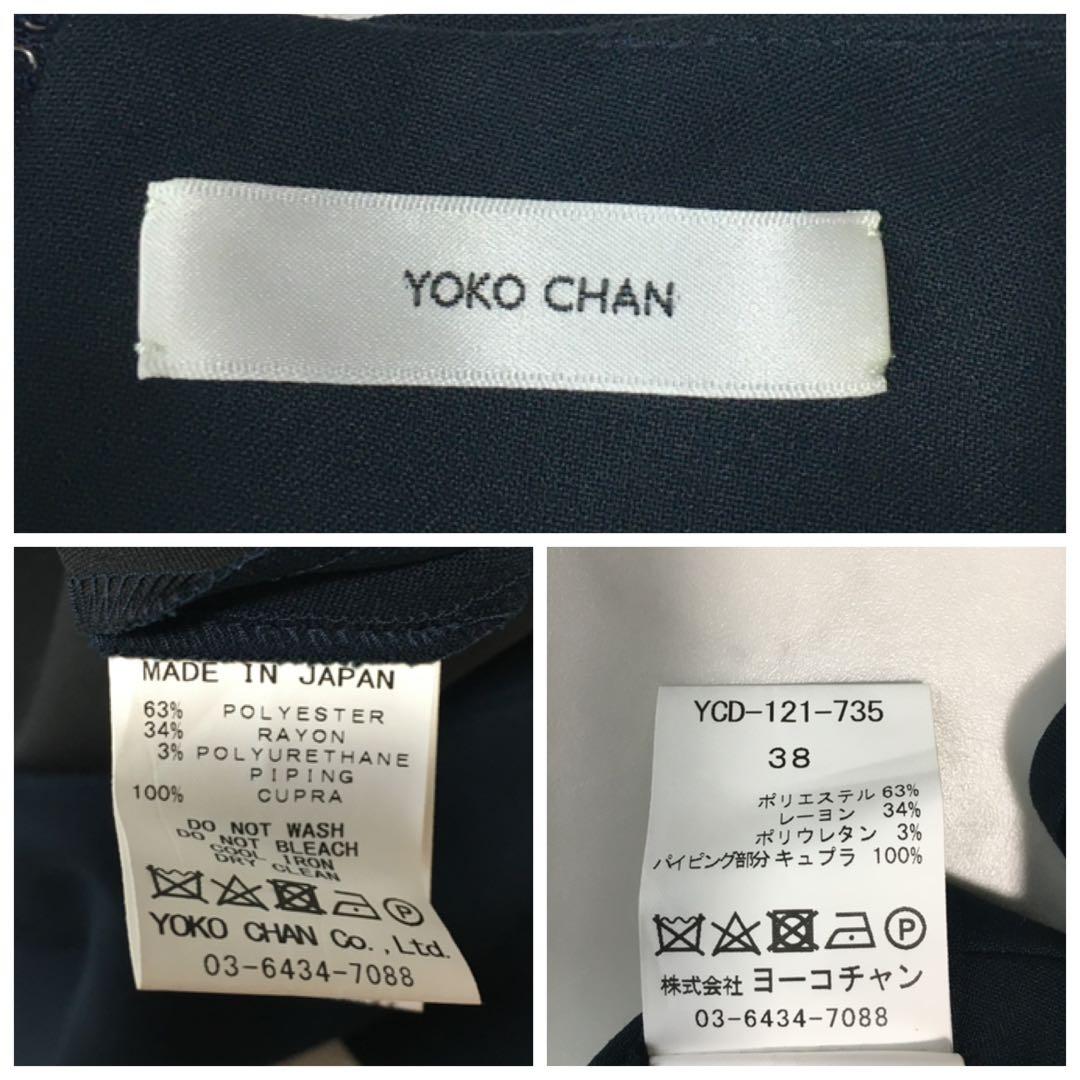 YOKO CHAN
MADE IN JAPAN
63% POLYESTER
34% RAYON
3% POLYURETHANE
PIPING
100% CUPRA
DO NOT WASH
DO NOT BLEACH
COOL IRON
DRY CLEAN
P
YOKO CHAN Co.,Ltd.
03-6434-7088
YCD-121-735
38
ポリエステル 63%
レーヨン 34%
ポリウレタン 3%
パイピング部分 キュプラ 100%
P
株式会社 ヨーコチャン
03-6434-7088